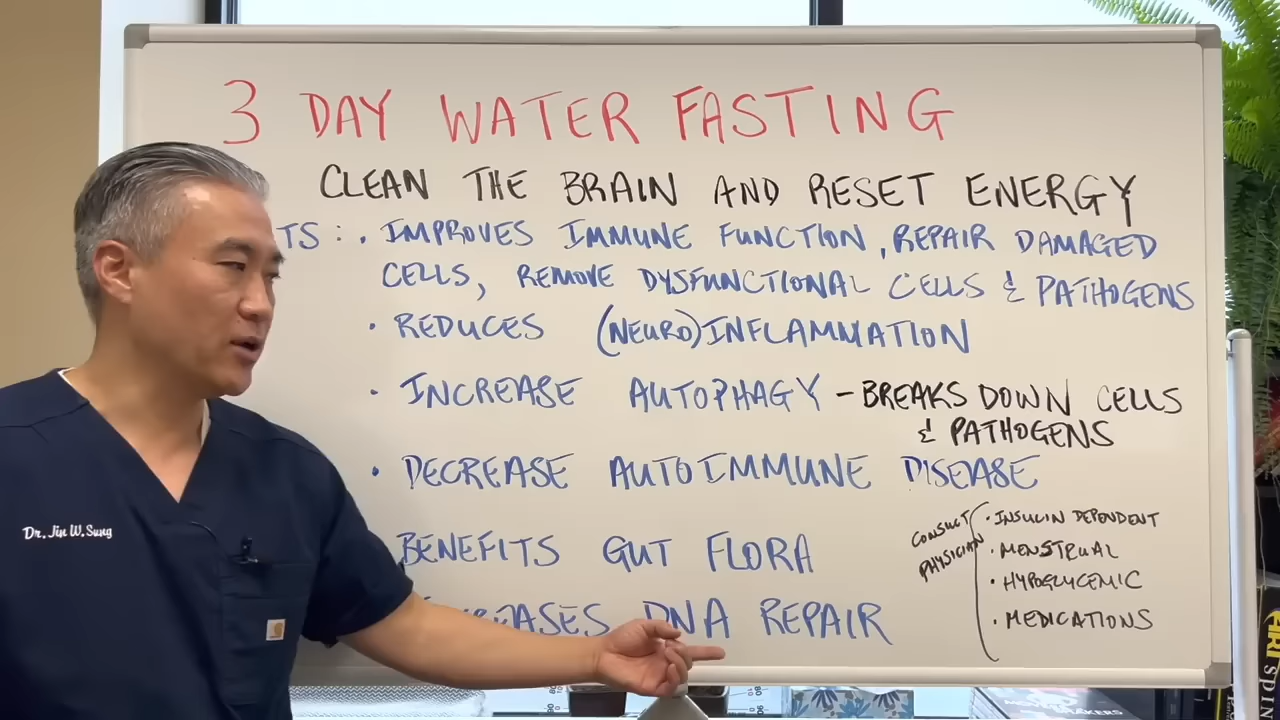 3 DAY WATER FASTING
CLEAN THE BRAIN AND RESET ENERGY
TS : . IMPROVES IMMUNE FUNCTION, REPAIR DAMAGED
CELLS, REMOVE DYSFUNCTIONAL CELLS & PATHOGENS
· REDUCES (NEURO) INFLAMMATION
· INCREASE AUTOPHAGY - BREAKS DOWN CELLS
& PATHOGENS
· DECREASE AUTOIMMUNE DISEASE
BENEFITS GUT FLORA
REASES DNA REPAIR
CONSULT
PHYSICIAN
· INSULIN DEPENDENT
· MENSTRUAL
· HYPOGLYCEMIC
· MEDICATIONS
Dr. Jin W. Sung